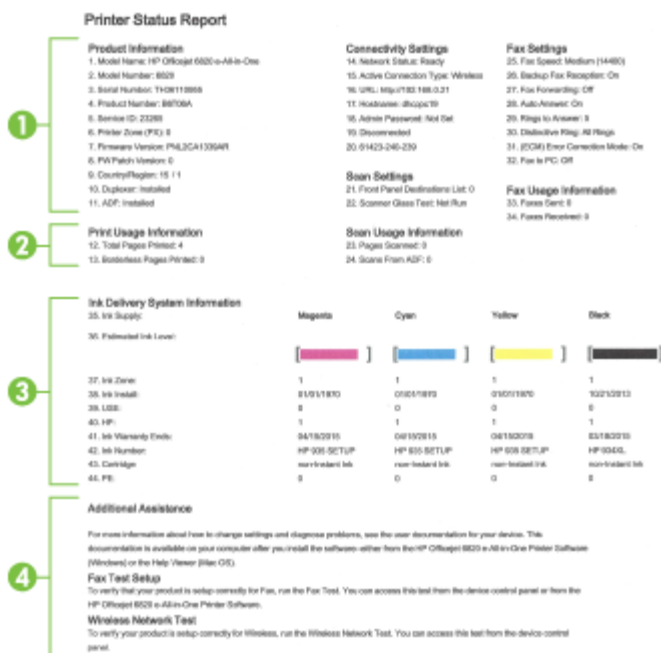 Printer Status Report
1
Product Information
1. Model Name: HP Officejet 6820 e-All-in-One
2. Model Number: 6820
3. Serial Number:
4. Product Number: B6T06A
5. Service ID: 23265
6. Printer Zone (PX): 0
7. Firmware Version:
8. FW Patch Version: 0
9. Country/Region: 15 / 1
10. Duplexer: Installed
11. ADF: Installed
Connectivity Settings
14. Network Status: Ready
15. Active Connection Type: Wireless
16. URL: http://192.168.0.21
17. Hostname: dhcppc19
18. Admin Password: Not Set
19. Disconnected
20. 61423-240-239
Scan Settings
21. Front Panel Destinations List: 0
22. Scanner Glass Test: Not Run
Fax Settings
25. Fax Speed: Medium (14400)
26. Backup Fax Reception: On
27. Fax Forwarding: Off
28. Auto Answer: On
29. Rings to Answer: 5
30. Distinctive Ring: All Rings
31. (ECM) Error Correction Mode: On
32. Fax to PC: Off
Fax Usage Information
33. Faxes Sent: 0
34. Faxes Received: 0
2
Print Usage Information
12. Total Pages Printed: 4
13. Borderless Pages Printed: 0
Scan Usage Information
23. Pages Scanned: 0
24. Scans From ADF: 0
3
Ink Delivery System Information
35. Ink Supply: Magenta Cyan Yellow Black
36. Estimated Ink Level:
37. Ink Zone: 1 1 1 1
38. Ink Install: 01/01/1970 01/01/1970 01/01/1970 10/21/2013
39. USS: 0 0 0 0
40. HP: 1 1 1 1
41. Ink Warranty Ends: 04/15/2015 04/15/2015 04/15/2015 03/18/2015
42. Ink Number: HP 935 SETUP HP 935 SETUP HP 935 SETUP HP 934XL
43. Cartridge: non-Instant Ink non-Instant Ink non-Instant Ink non-Instant Ink
44. PB: 0 0 0 0
4
Additional Assistance
For more information about how to change settings and diagnose problems, see the user documentation for your device. This
documentation is available on your computer after you install the software either from the HP Officejet 6820 e-All-in-One Printer Software
(Windows) or the Help Viewer (Mac OS).
Fax Test Setup
To verify that your product is setup correctly for Fax, run the Fax Test. You can access this test from the device control panel or from the
HP Officejet 6820 e-All-in-One Printer Software.
Wireless Network Test
To verify your product is setup correctly for Wireless, run the Wireless Network Test. You can access this test from the device control
panel.